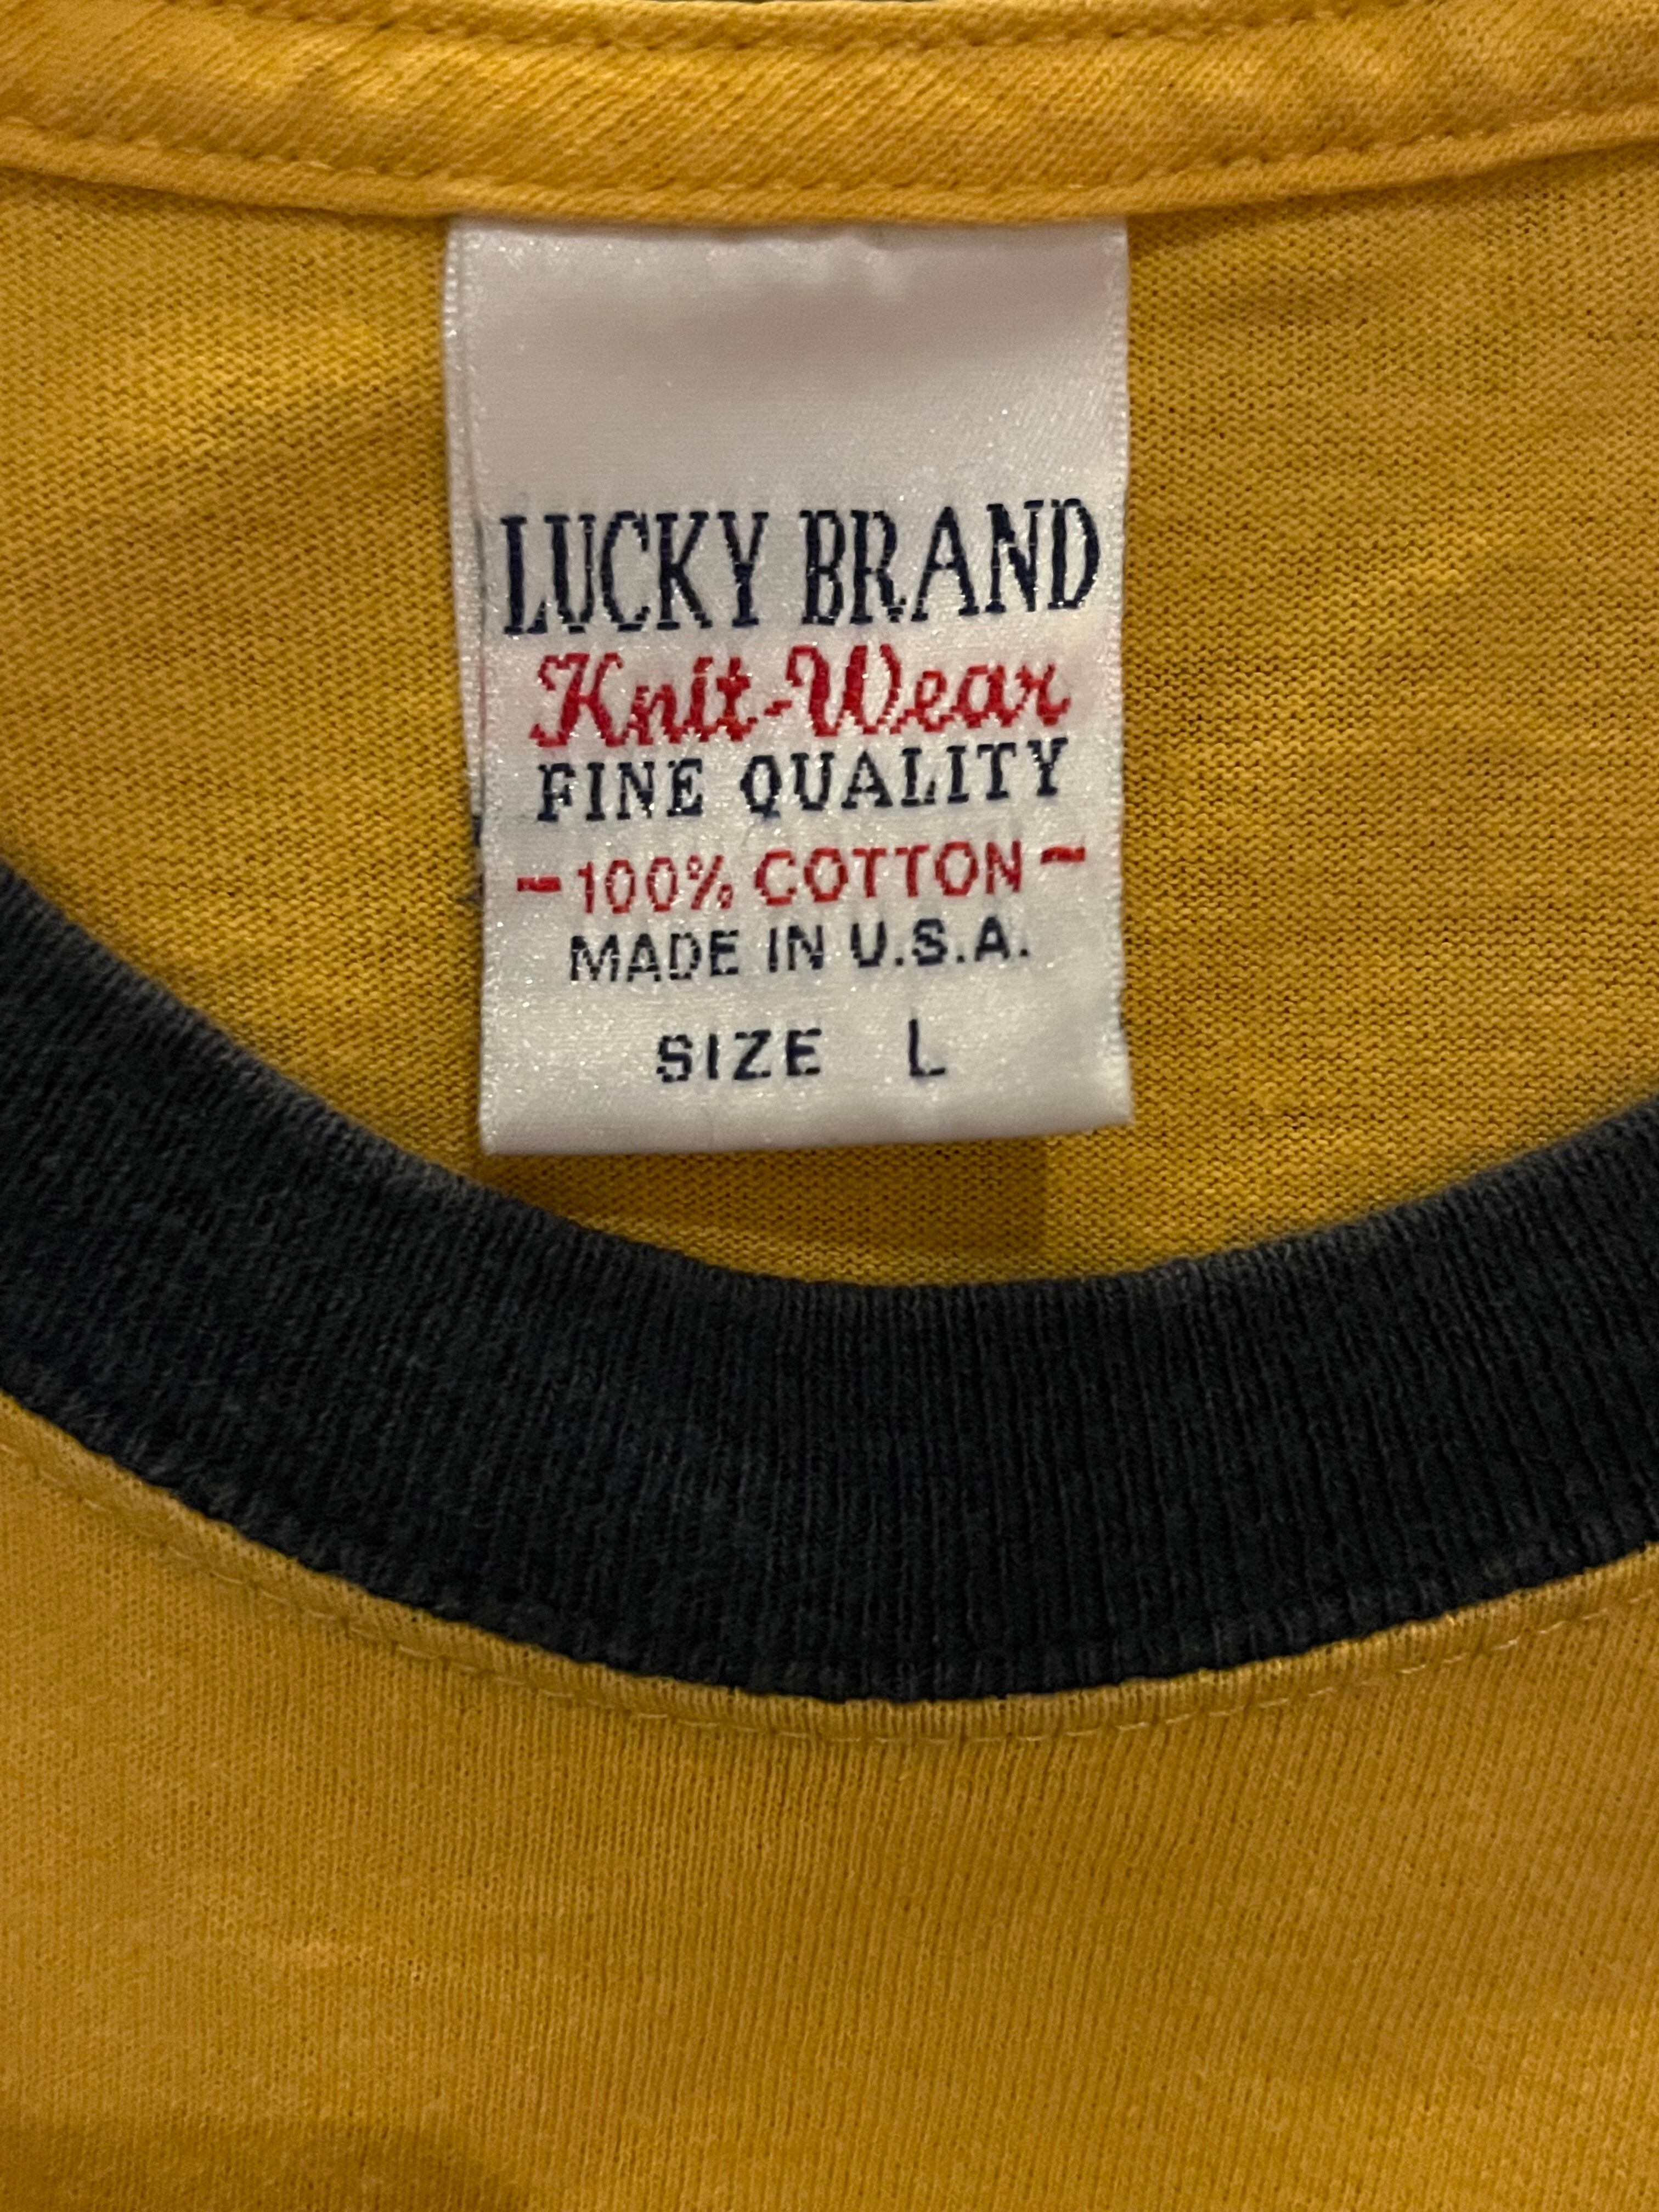 LUCKY BRAND
Knit-Wear
FINE QUALITY
-100% COTTON-
MADE IN U.S.A.
SIZE L